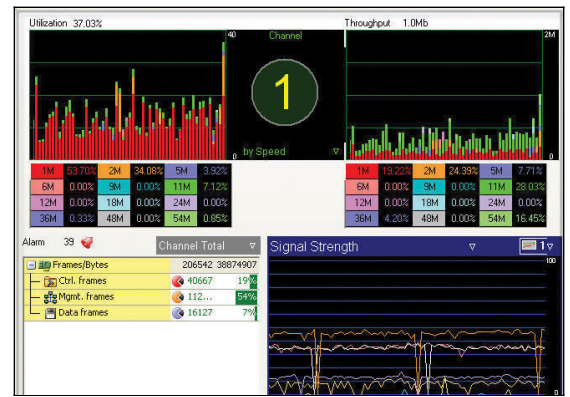 Utilization 37.03% Throughput 1.0Mb
40 Channel 2M
1
0 by Speed 0
1M 53.70% 2M 34.08% 5M 3.92% 1M 19.22% 2M 24.39% 5M 7.71%
6M 0.00% 9M 0.00% 11M 7.12% 6M 0.00% 9M 0.00% 11M 28.03%
12M 0.00% 18M 0.00% 24M 0.00% 12M 0.00% 18M 0.00% 24M 0.00%
36M 0.33% 48M 0.00% 54M 0.85% 36M 4.20% 48M 0.00% 54M 16.45%
Alarm 39 Channel Total Signal Strength 1
Frames/Bytes 206542 38874907 100
Ctrl. frames 40667 19%
Mgmt. frames 112... 54%
Data frames 16127 7%
0